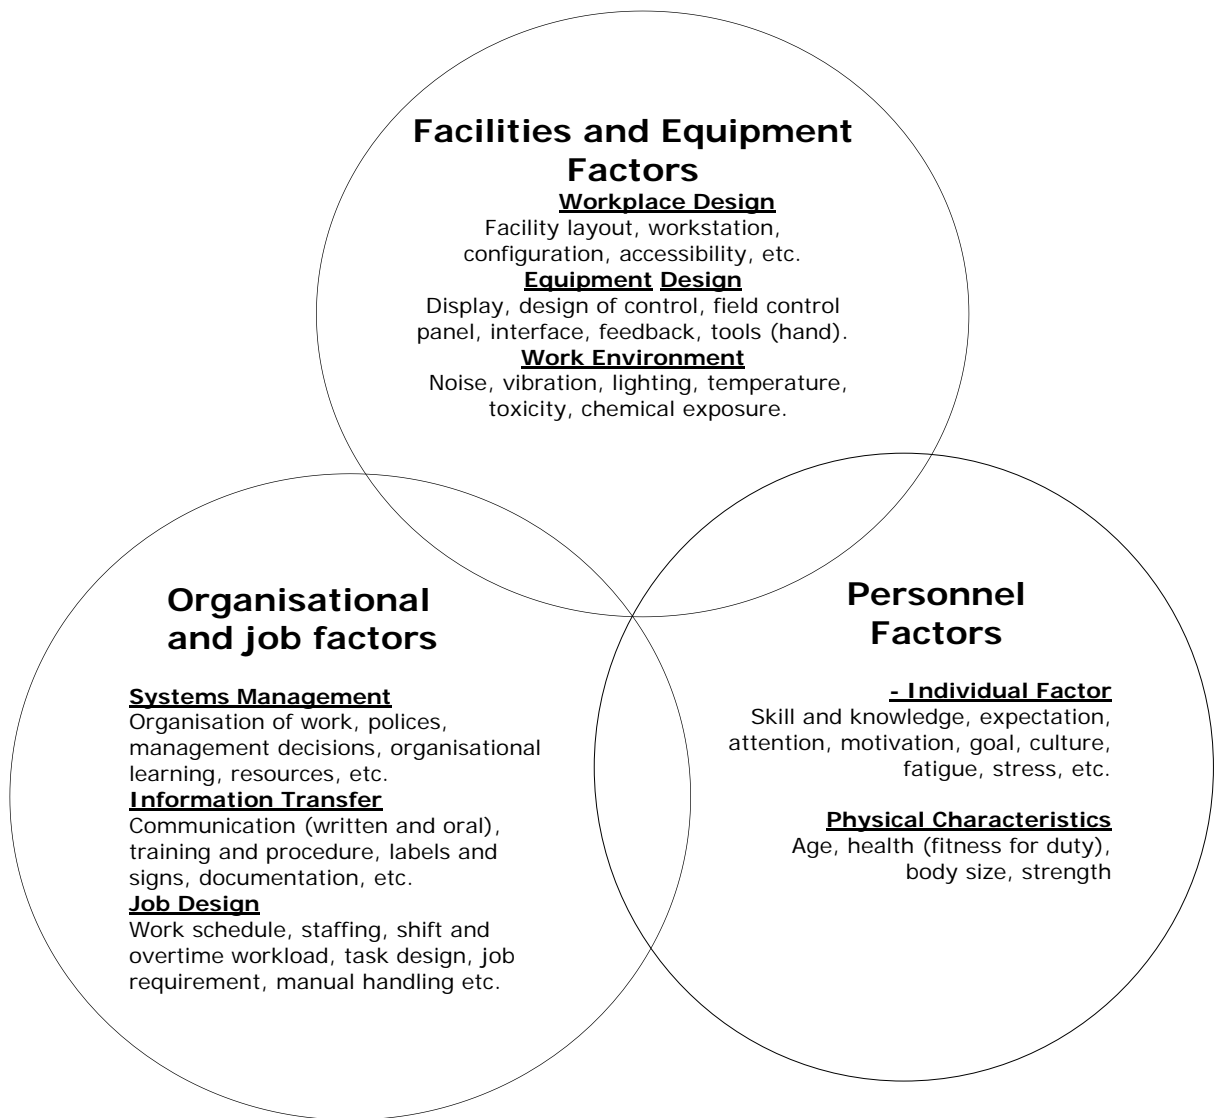 Facilities and Equipment
Factors
Workplace Design
Facility layout, workstation,
configuration, accessibility, etc.
Equipment Design
Display, design of control, field control
panel, interface, feedback, tools (hand).
Work Environment
Noise, vibration, lighting, temperature,
toxicity, chemical exposure.
Organisational
and job factors
Systems Management
Organisation of work, polices,
management decisions, organisational
learning, resources, etc.
Information Transfer
Communication (written and oral),
training and procedure, labels and
signs, documentation, etc.
Job Design
Work schedule, staffing, shift and
overtime workload, task design, job
requirement, manual handling etc.
Personnel
Factors
- Individual Factor
Skill and knowledge, expectation,
attention, motivation, goal, culture,
fatigue, stress, etc.
Physical Characteristics
Age, health (fitness for duty),
body size, strength